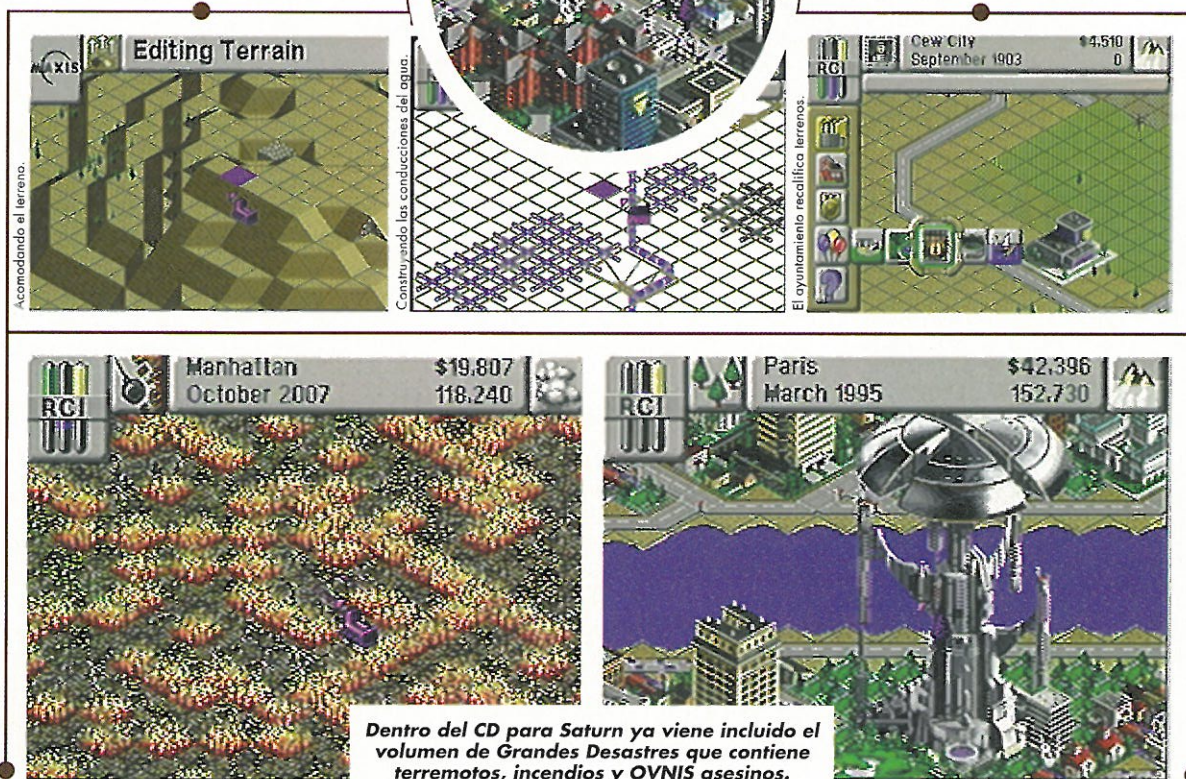 MAXIS
Editing Terrain
Acomodando el terreno.
Construyendo las conducciones del agua.
RCI
Cew City
$4,510
September 1903
0
El ayuntamiento recalifica lerrenos.
RCI
Manhattan
$19,807
October 2007
118,240
RCI
Paris
$42,396
March 1995
152,730
Dentro del CD para Saturn ya viene incluido el
volumen de Grandes Desastres que contiene
terremotos, incendios y OVNIS asesinos.